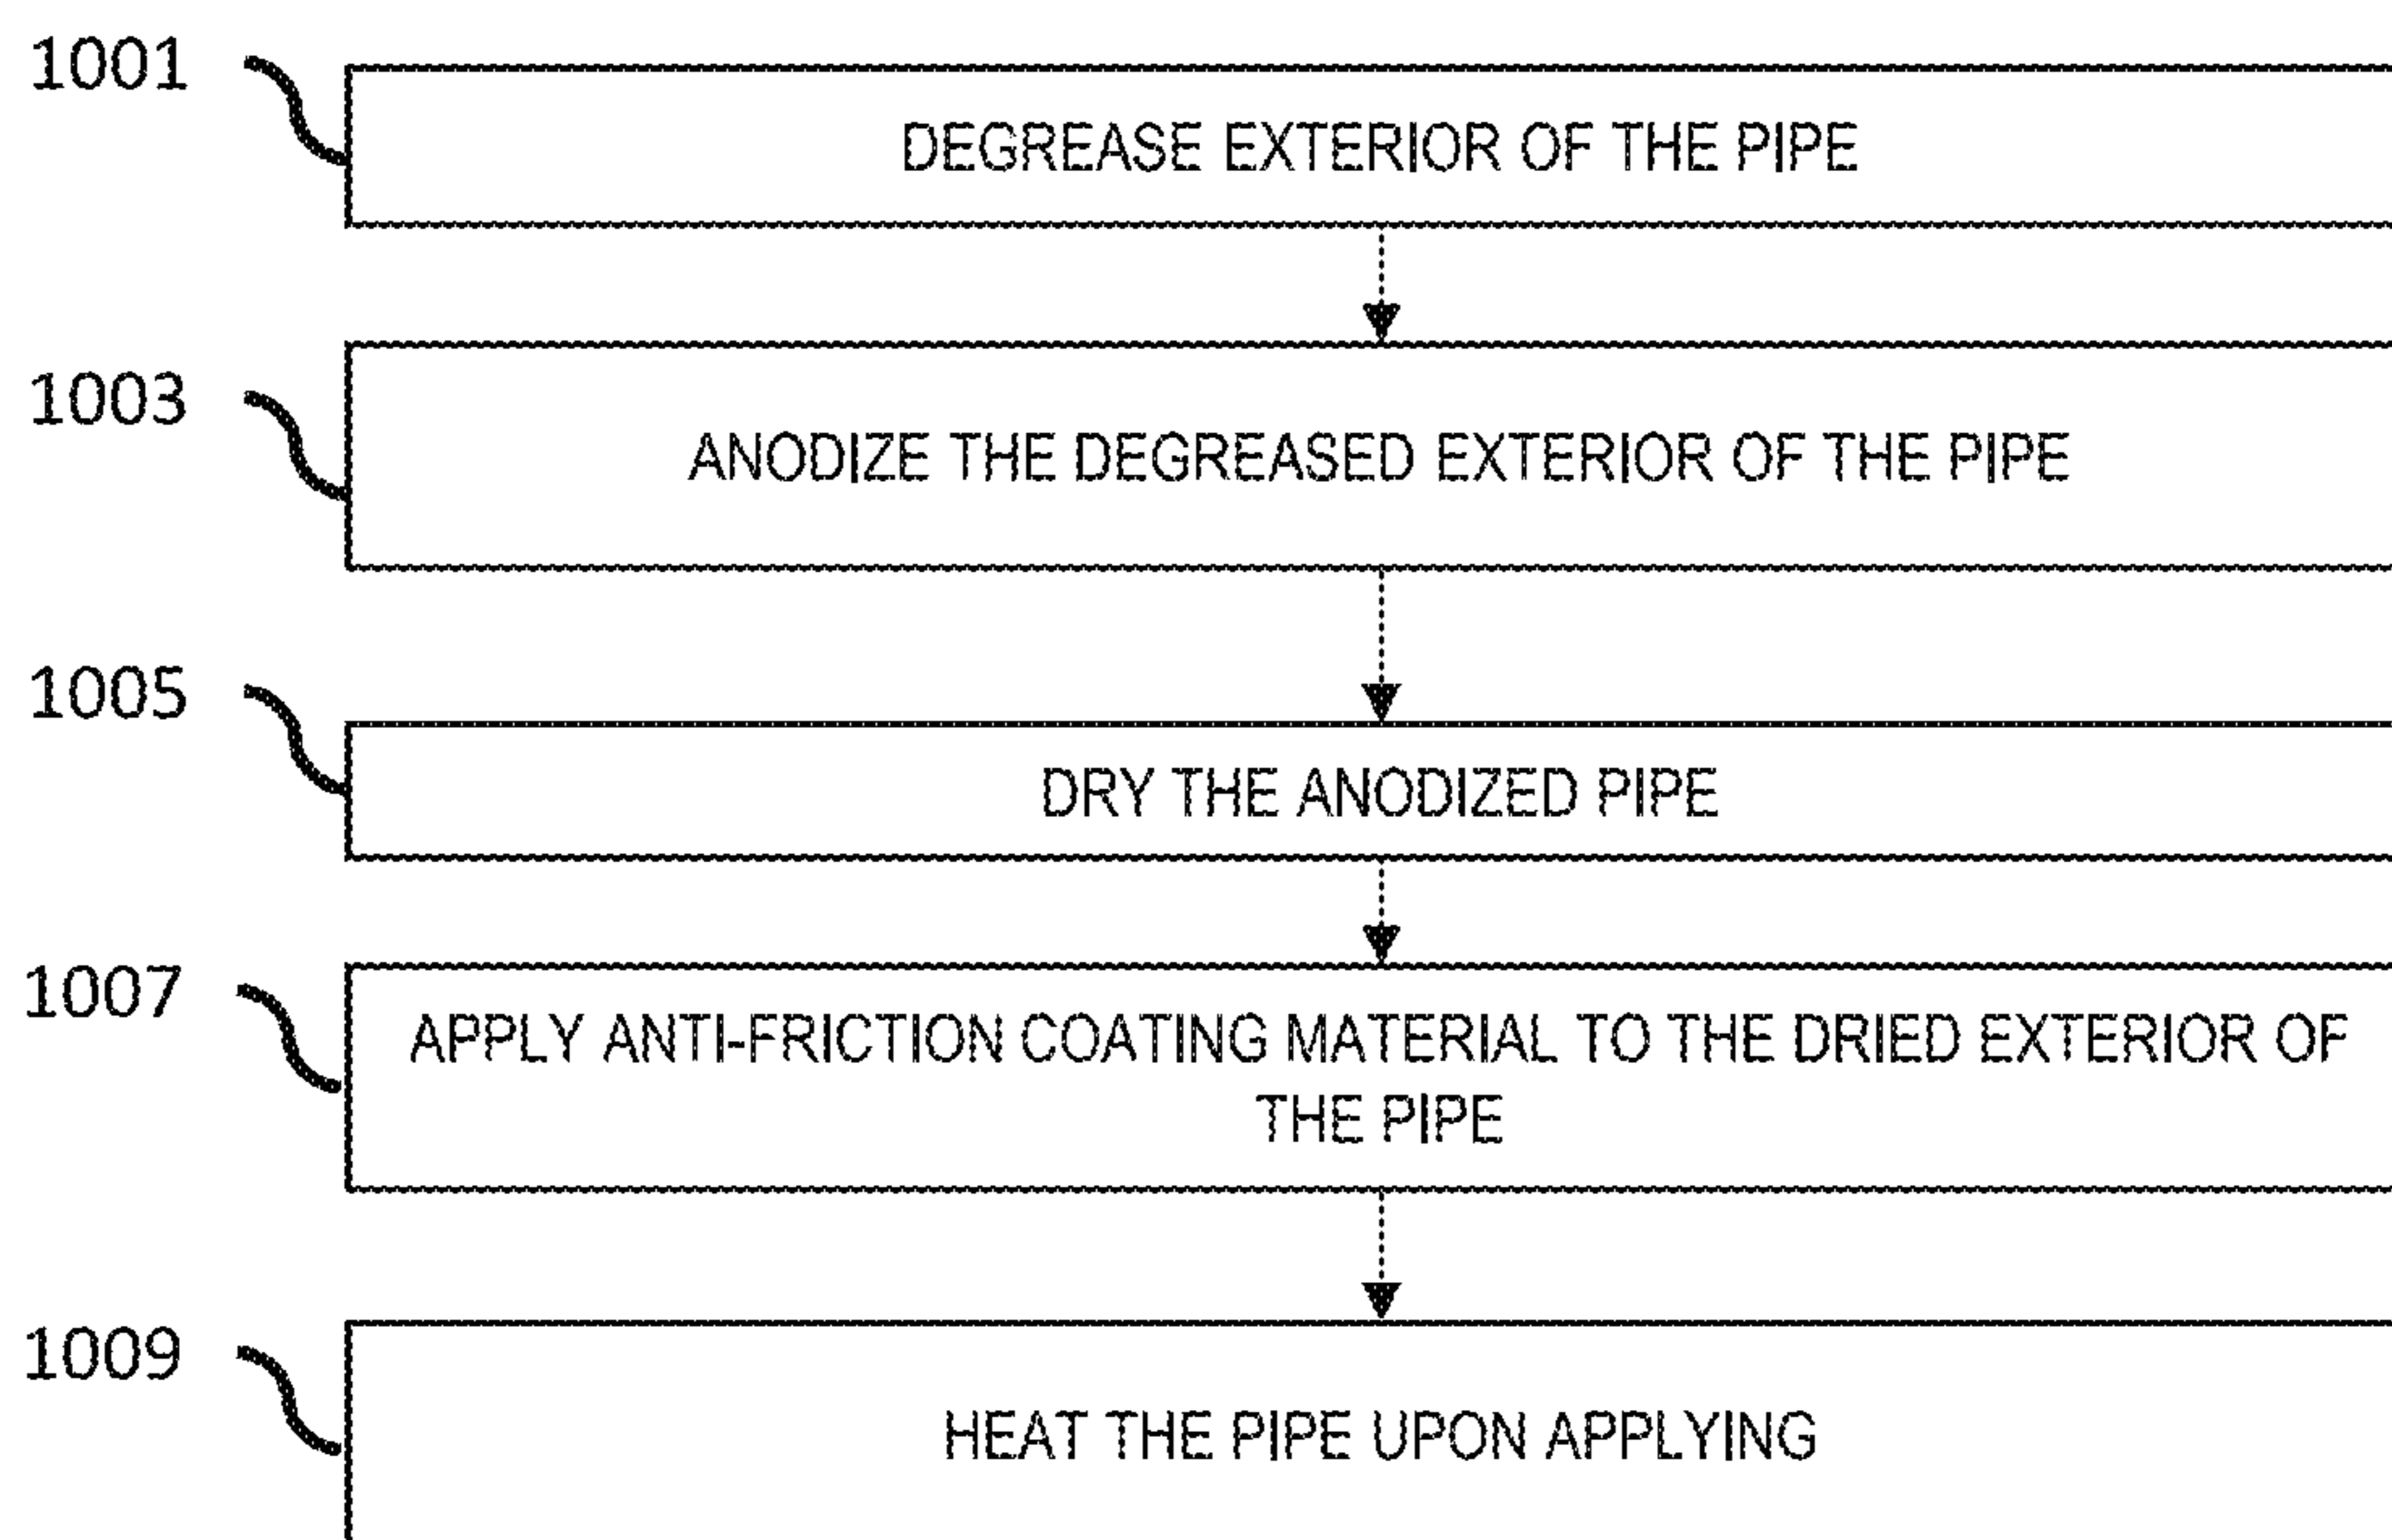 1001
DEGREASE EXTERIOR OF THE PIPE
1003
ANODIZE THE DEGREASED EXTERIOR OF THE PIPE
1005
DRY THE ANODIZED PIPE
1007
APPLY ANTI-FRICTION COATING MATERIAL TO THE DRIED EXTERIOR OF
THE PIPE
1009
HEAT THE PIPE UPON APPLYING